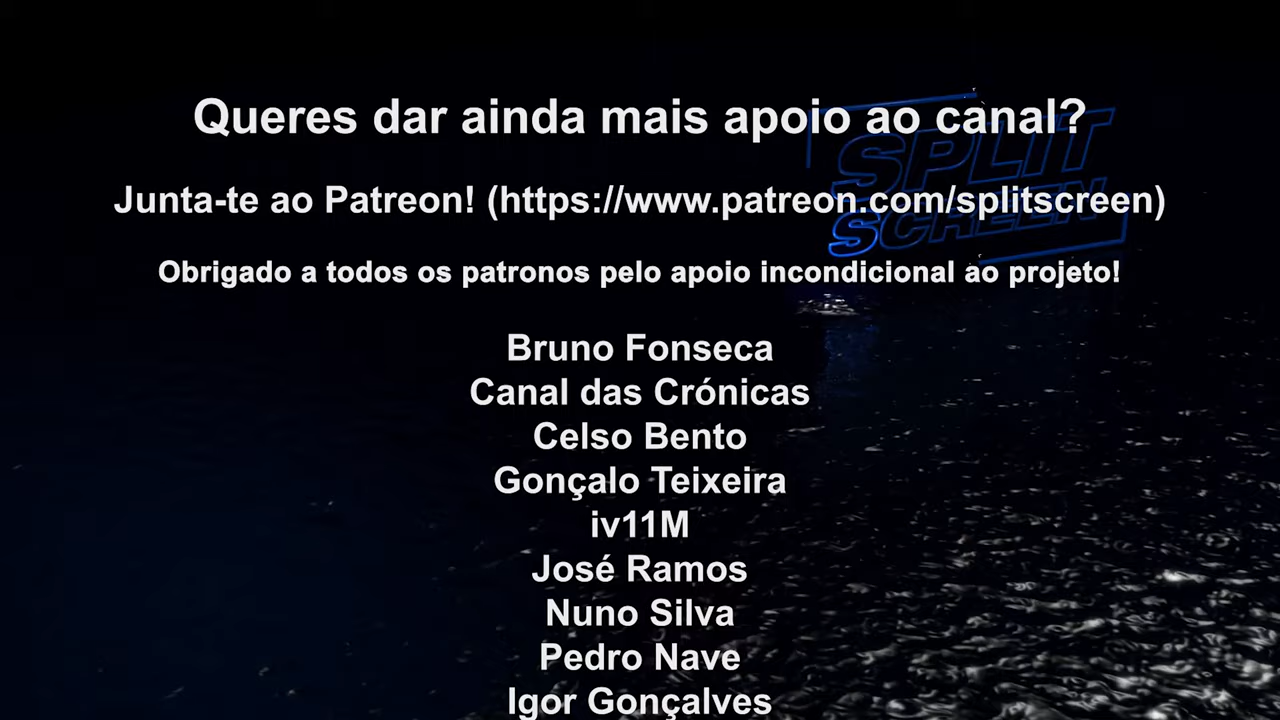 Queres dar ainda mais apoio ao canal?
SPLIT
Junta-te ao Patreon! (https://www.patreon.com/splitscreen)
SCREEN
Obrigado a todos os patronos pelo apoio incondicional ao projeto!
Bruno Fonseca
Canal das Crónicas
Celso Bento
Gonçalo Teixeira
iv11M
José Ramos
Nuno Silva
Pedro Nave
Igor Gonçalves